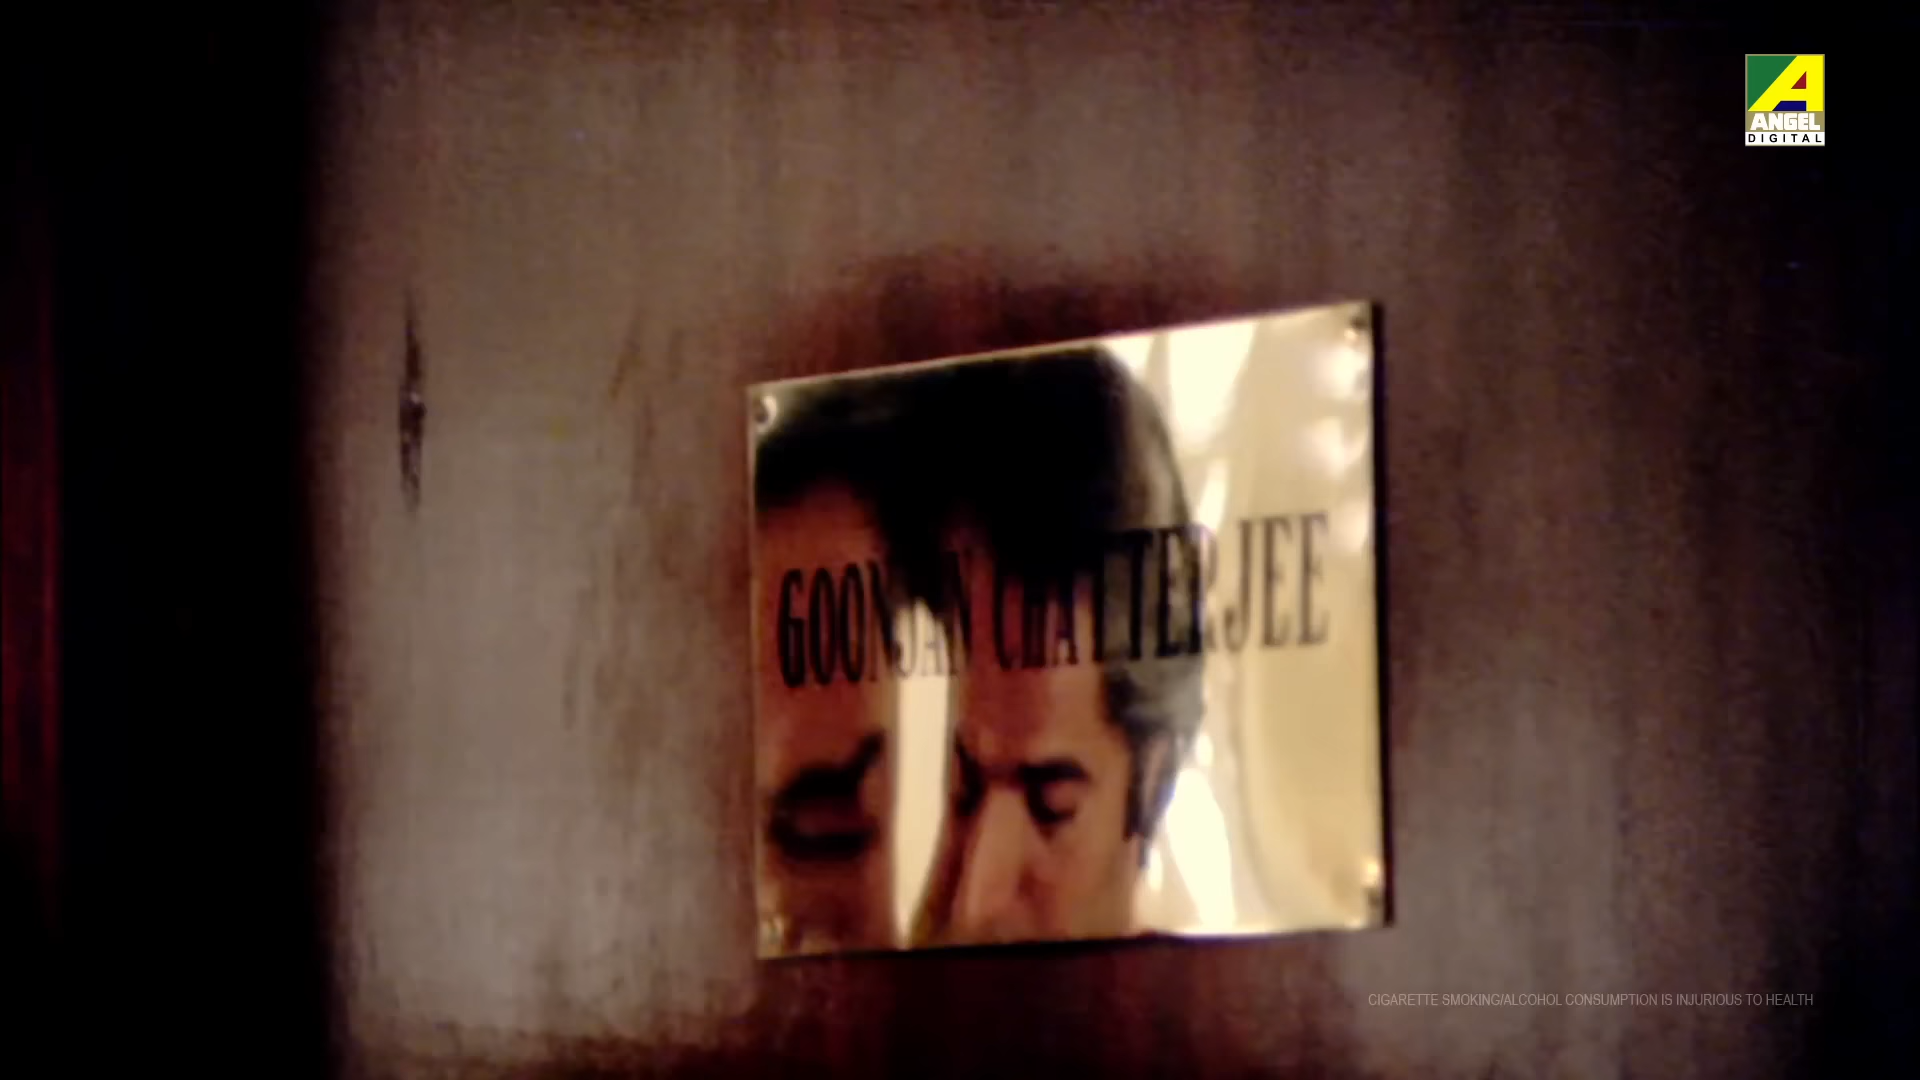 ANGEL
DIGITAL
GOONJAN CHATTERJEE
CIGARETTE SMOKING/ALCOHOL CONSUMPTION IS INJURIOUS TO HEALTH